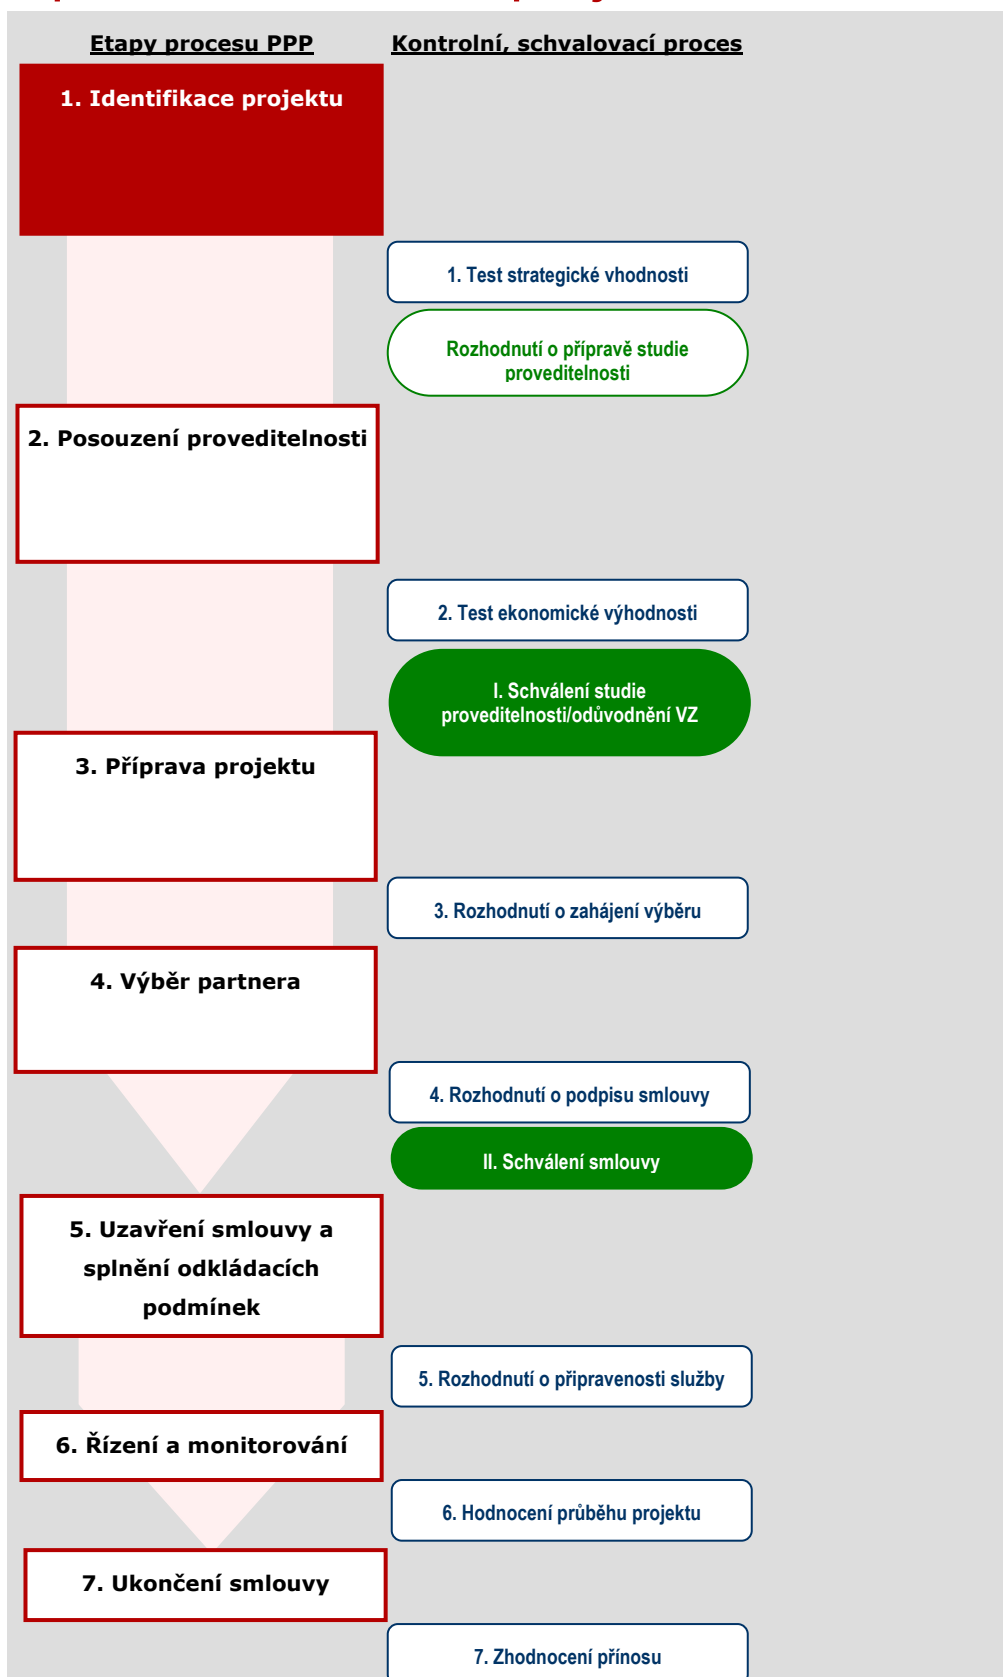 Etapy procesu PPP
Kontrolní, schvalovací proces
1. Identifikace projektu
1. Test strategické vhodnosti
Rozhodnutí o přípravě studie
proveditelnosti
2. Posouzení proveditelnosti
2. Test ekonomické výhodnosti
I. Schválení studie
proveditelnosti/odůvodnění VZ
3. Příprava projektu
3. Rozhodnutí o zahájení výběru
4. Výběr partnera
4. Rozhodnutí o podpisu smlouvy
II. Schválení smlouvy
5. Uzavření smlouvy a
splnění odkládacích
podmínek
5. Rozhodnutí o připravenosti služby
6. Řízení a monitorování
6. Hodnocení průběhu projektu
7. Ukončení smlouvy
7. Zhodnocení přínosu